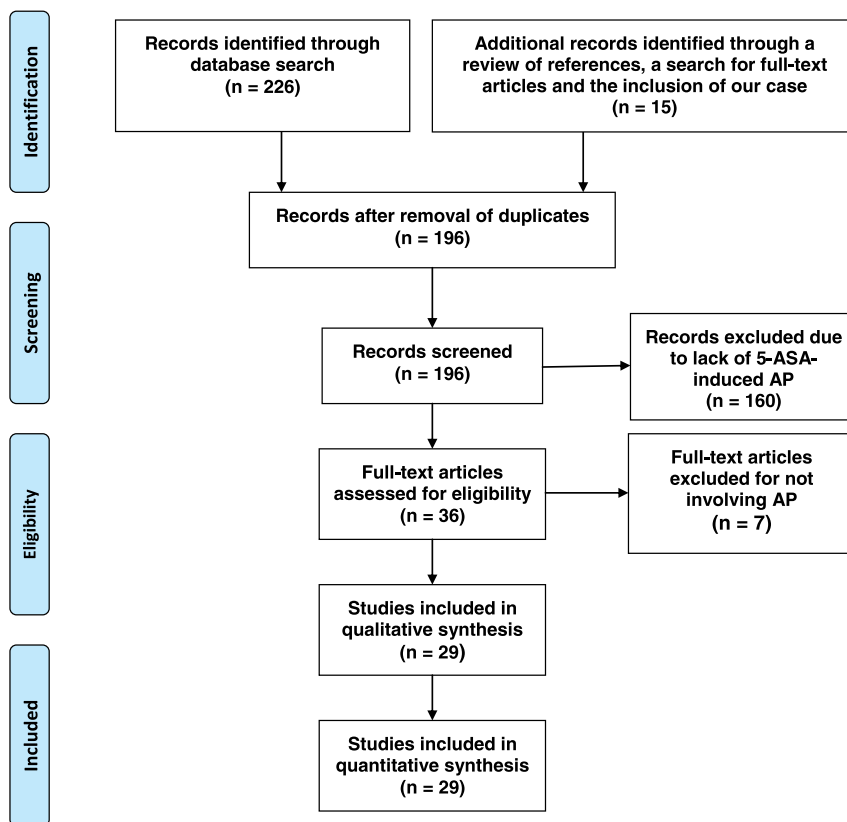 Identification
Records identified through
database search
(n = 226)
Additional records identified through a
review of references, a search for full-text
articles and the inclusion of our case
(n = 15)
Records after removal of duplicates
(n = 196)
Screening
Records screened
(n = 196)
Records excluded due
to lack of 5-ASA-
induced AP
(n = 160)
Eligibility
Full-text articles
assessed for eligibility
(n = 36)
Full-text articles
excluded for not
involving AP
(n = 7)
Studies included in
qualitative synthesis
(n = 29)
Included
Studies included in
quantitative synthesis
(n = 29)